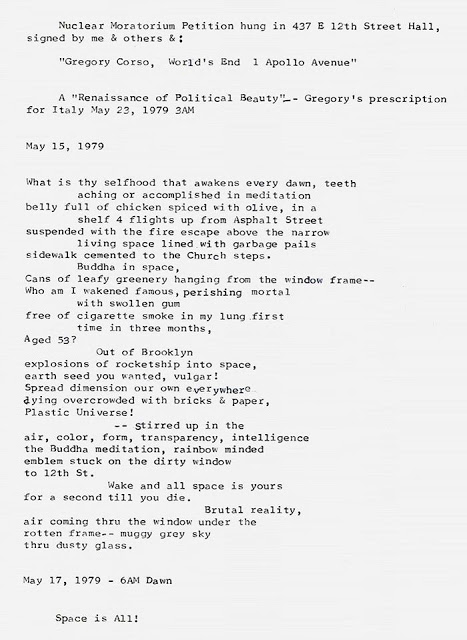 Nuclear Moratorium Petition hung in 437 E 12th Street Hall,
signed by me & others &:
"Gregory Corso, World's End 1 Apollo Avenue"
A "Renaissance of Political Beauty"-- Gregory's prescription
for Italy May 23, 1979 3AM
May 15, 1979
What is thy selfhood that awakens every dawn, teeth
aching or accomplished in meditation
belly full of chicken spiced with olive, in a
shelf 4 flights up from Asphalt Street
suspended with the fire escape above the narrow
living space lined with garbage pails
sidewalk cemented to the Church steps.
Buddha in space,
Cans of leafy greenery hanging from the window frame--
Who am I wakened famous, perishing mortal
with swollen gum
free of cigarette smoke in my lung first
time in three months,
Aged 53?
Out of Brooklyn
explosions of rocketship into space,
earth seed you wanted, vulgar!
Spread dimension our own everywhere
dying overcrowded with bricks & paper,
Plastic Universe!
-- stirred up in the
air, color, form, transparency, intelligence
the Buddha meditation, rainbow minded
emblem stuck on the dirty window
to 12th St.
Wake and all space is yours
for a second till you die.
Brutal reality,
air coming thru the window under the
rotten frame-- muggy grey sky
thru dusty glass.
May 17, 1979 - 6AM Dawn
Space is All!